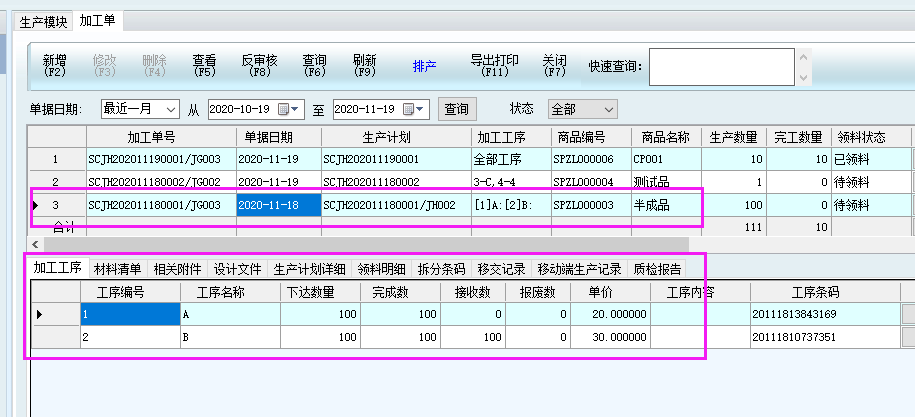 生产模块 加工单
新增 修改 删除 查看 反审核 查询 刷新 排产 导出打印 关闭 快速查询:
(F2) (F3) (F4) (F5) (F8) (F6) (F9) (F11) (F7)
单据日期: 最近一月 从 2020-10-19 至 2020-11-19 查询 状态 全部
加工单号 单据日期 生产计划 加工工序 商品编号 商品名称 生产数量 完工数量 领料状态
1 SCJH202011190001/JG003 2020-11-19 SCJH202011190001 全部工序 SPZL000006 CP001 10 10 已领料
2 SCJH202011180002/JG002 2020-11-19 SCJH202011180002 3-C,4-4 SPZL000004 测试品 1 0 待领料
3 SCJH202011180001/JG003 2020-11-18 SCJH202011180001/JH002 [1]A:[2]B: SPZL000003 半成品 100 0 待领料
合计 111 10
加工工序 材料清单 相关附件 设计文件 生产计划详细 领料明细 拆分条码 移交记录 移动端生产记录 质检报告
工序编号 工序名称 下达数量 完成数 接收数 报废数 单价 工序内容 工序条码
1 A 100 100 0 0 20.000000 20111813843169
2 B 100 100 100 0 30.000000 20111810737351